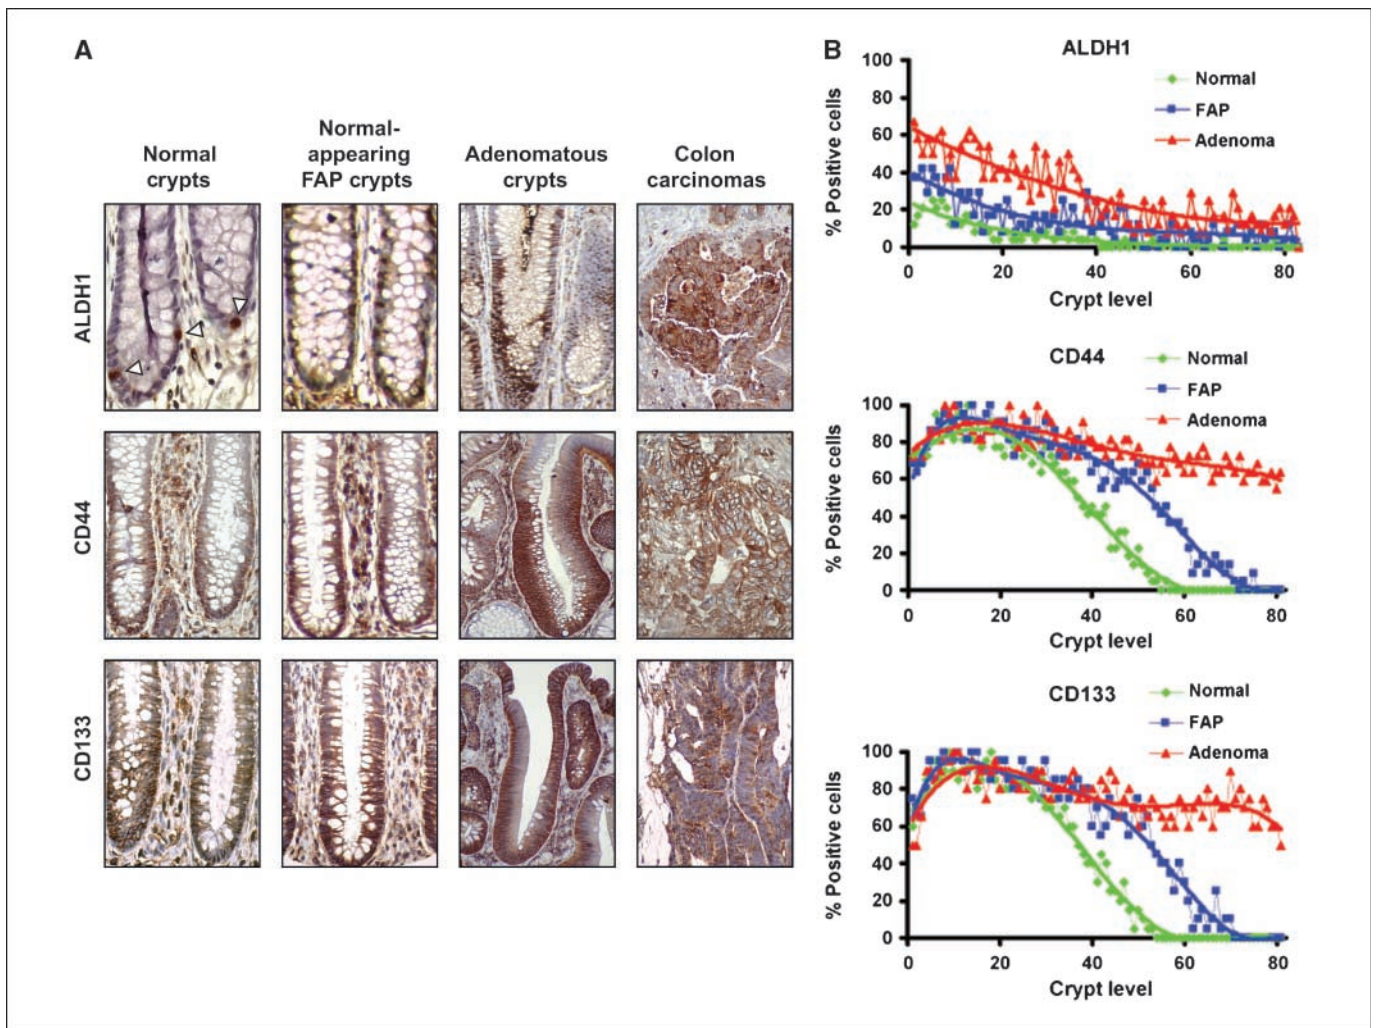 A
Normal
crypts
Normal-
appearing
FAP crypts
Adenomatous
crypts
Colon
carcinomas
ALDH1
CD44
CD133
B
ALDH1
Normal
FAP
Adenoma
% Positive cells
100
80
60
40
20
0
0 20 40 60 80
Crypt level
CD44
Normal
FAP
Adenoma
% Positive cells
100
80
60
40
20
0
0 20 40 60 80
Crypt level
CD133
Normal
FAP
Adenoma
% Positive cells
100
80
60
40
20
0
0 20 40 60 80
Crypt level